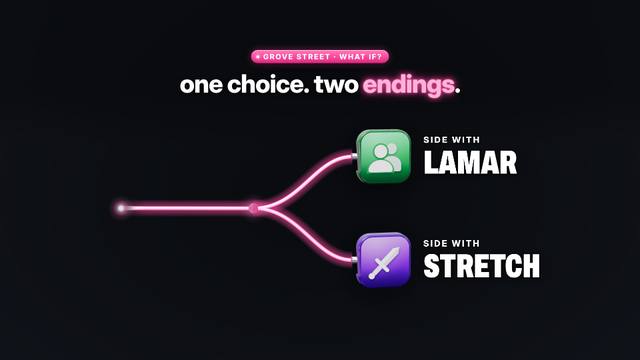 GROVE STREET · WHAT IF?
one choice. two endings.
SIDE WITH
LAMAR
SIDE WITH
STRETCH